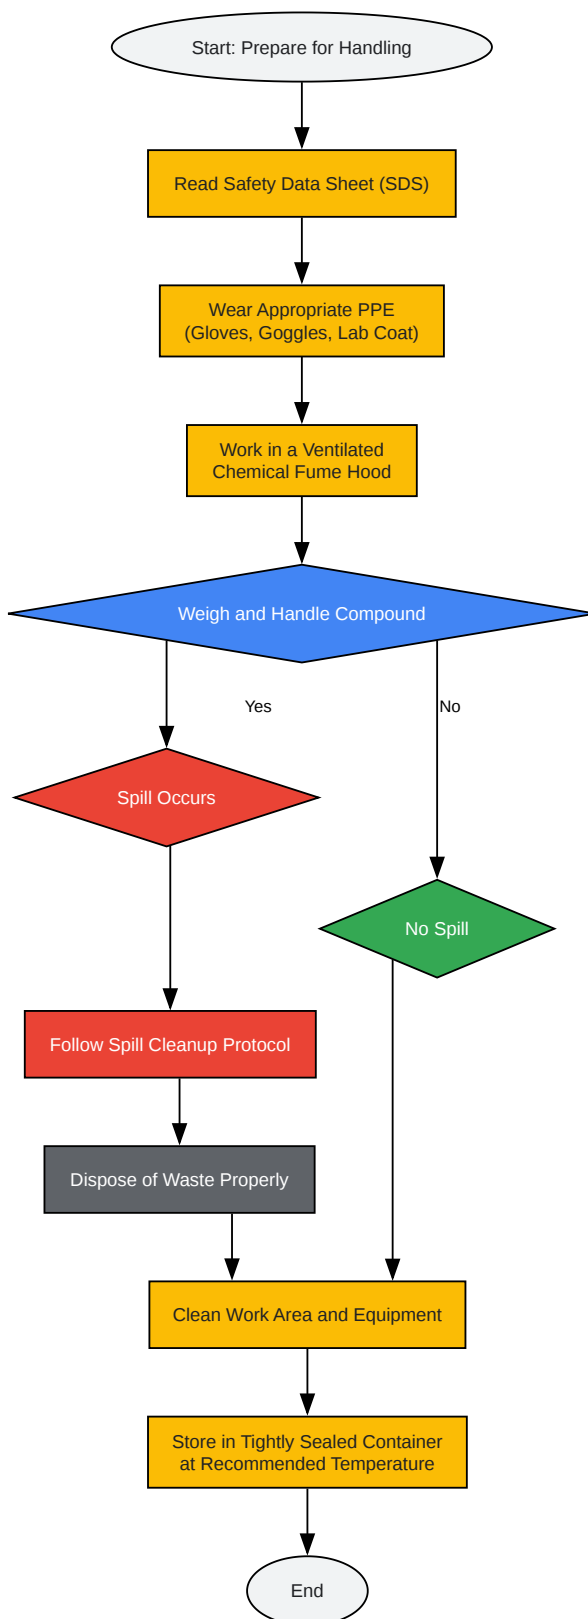 Start: Prepare for Handling
Read Safety Data Sheet (SDS)
Wear Appropriate PPE
(Gloves, Goggles, Lab Coat)
Work in a Ventilated
Chemical Fume Hood
Weigh and Handle Compound
Yes
No
Spill Occurs
No Spill
Follow Spill Cleanup Protocol
Dispose of Waste Properly
Clean Work Area and Equipment
Store in Tightly Sealed Container
at Recommended Temperature
End